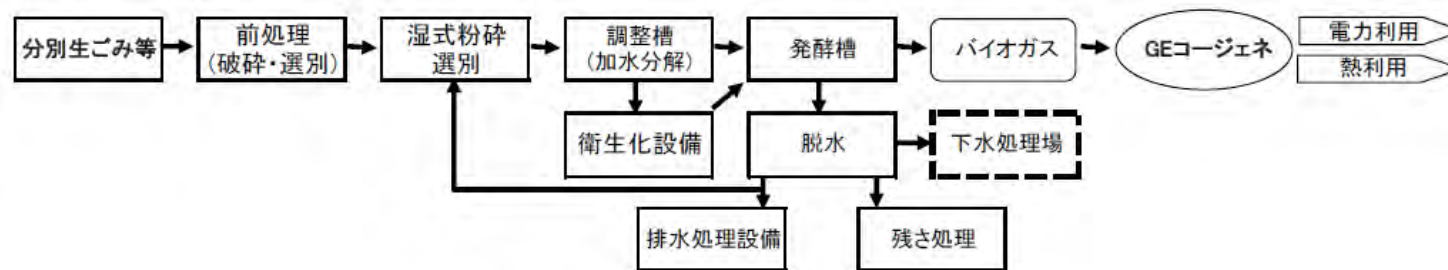 分別生ごみ等
前処理
(破砕・選別)
湿式粉砕
選別
調整槽
(加水分解)
発酵槽
バイオガス
GEコージェネ
電力利用
熱利用
衛生化設備
脱水
下水処理場
排水処理設備
残さ処理